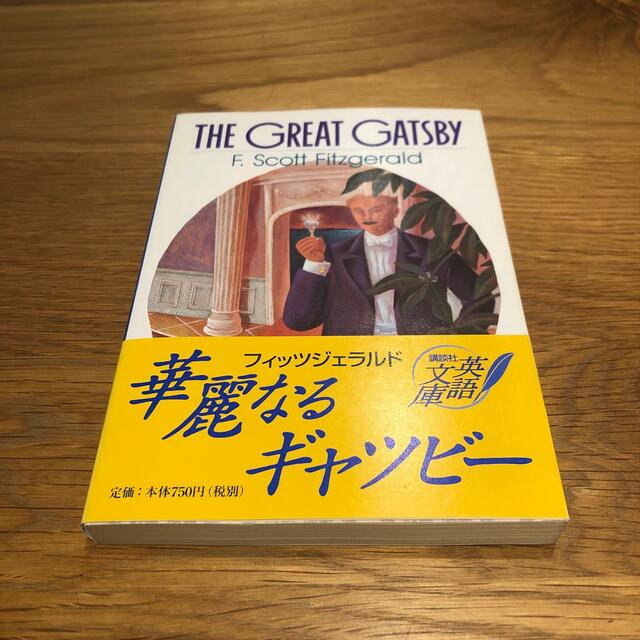 THE GREAT GATSBY
F. Scott Fitzgerald
フィッツジェラルド
華麗なる
ギャツビー
講談社
英語
文庫
定価：本体750円（税別）